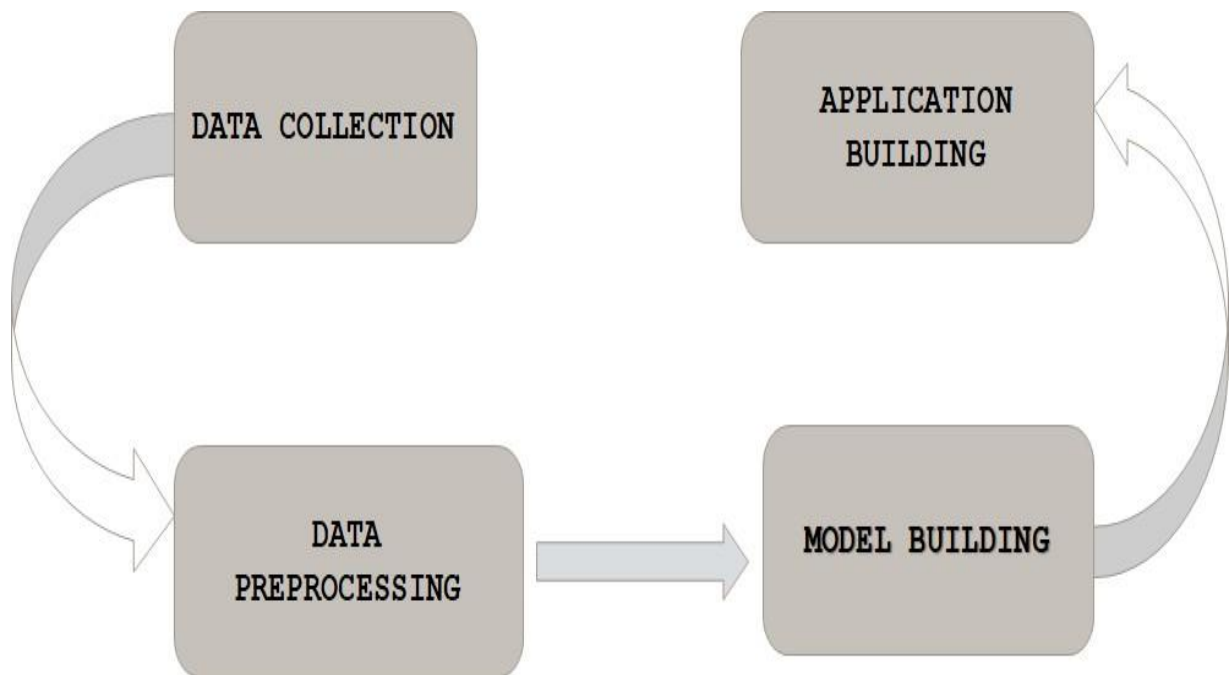 DATA COLLECTION
APPLICATION
BUILDING
DATA
PREPROCESSING
MODEL BUILDING